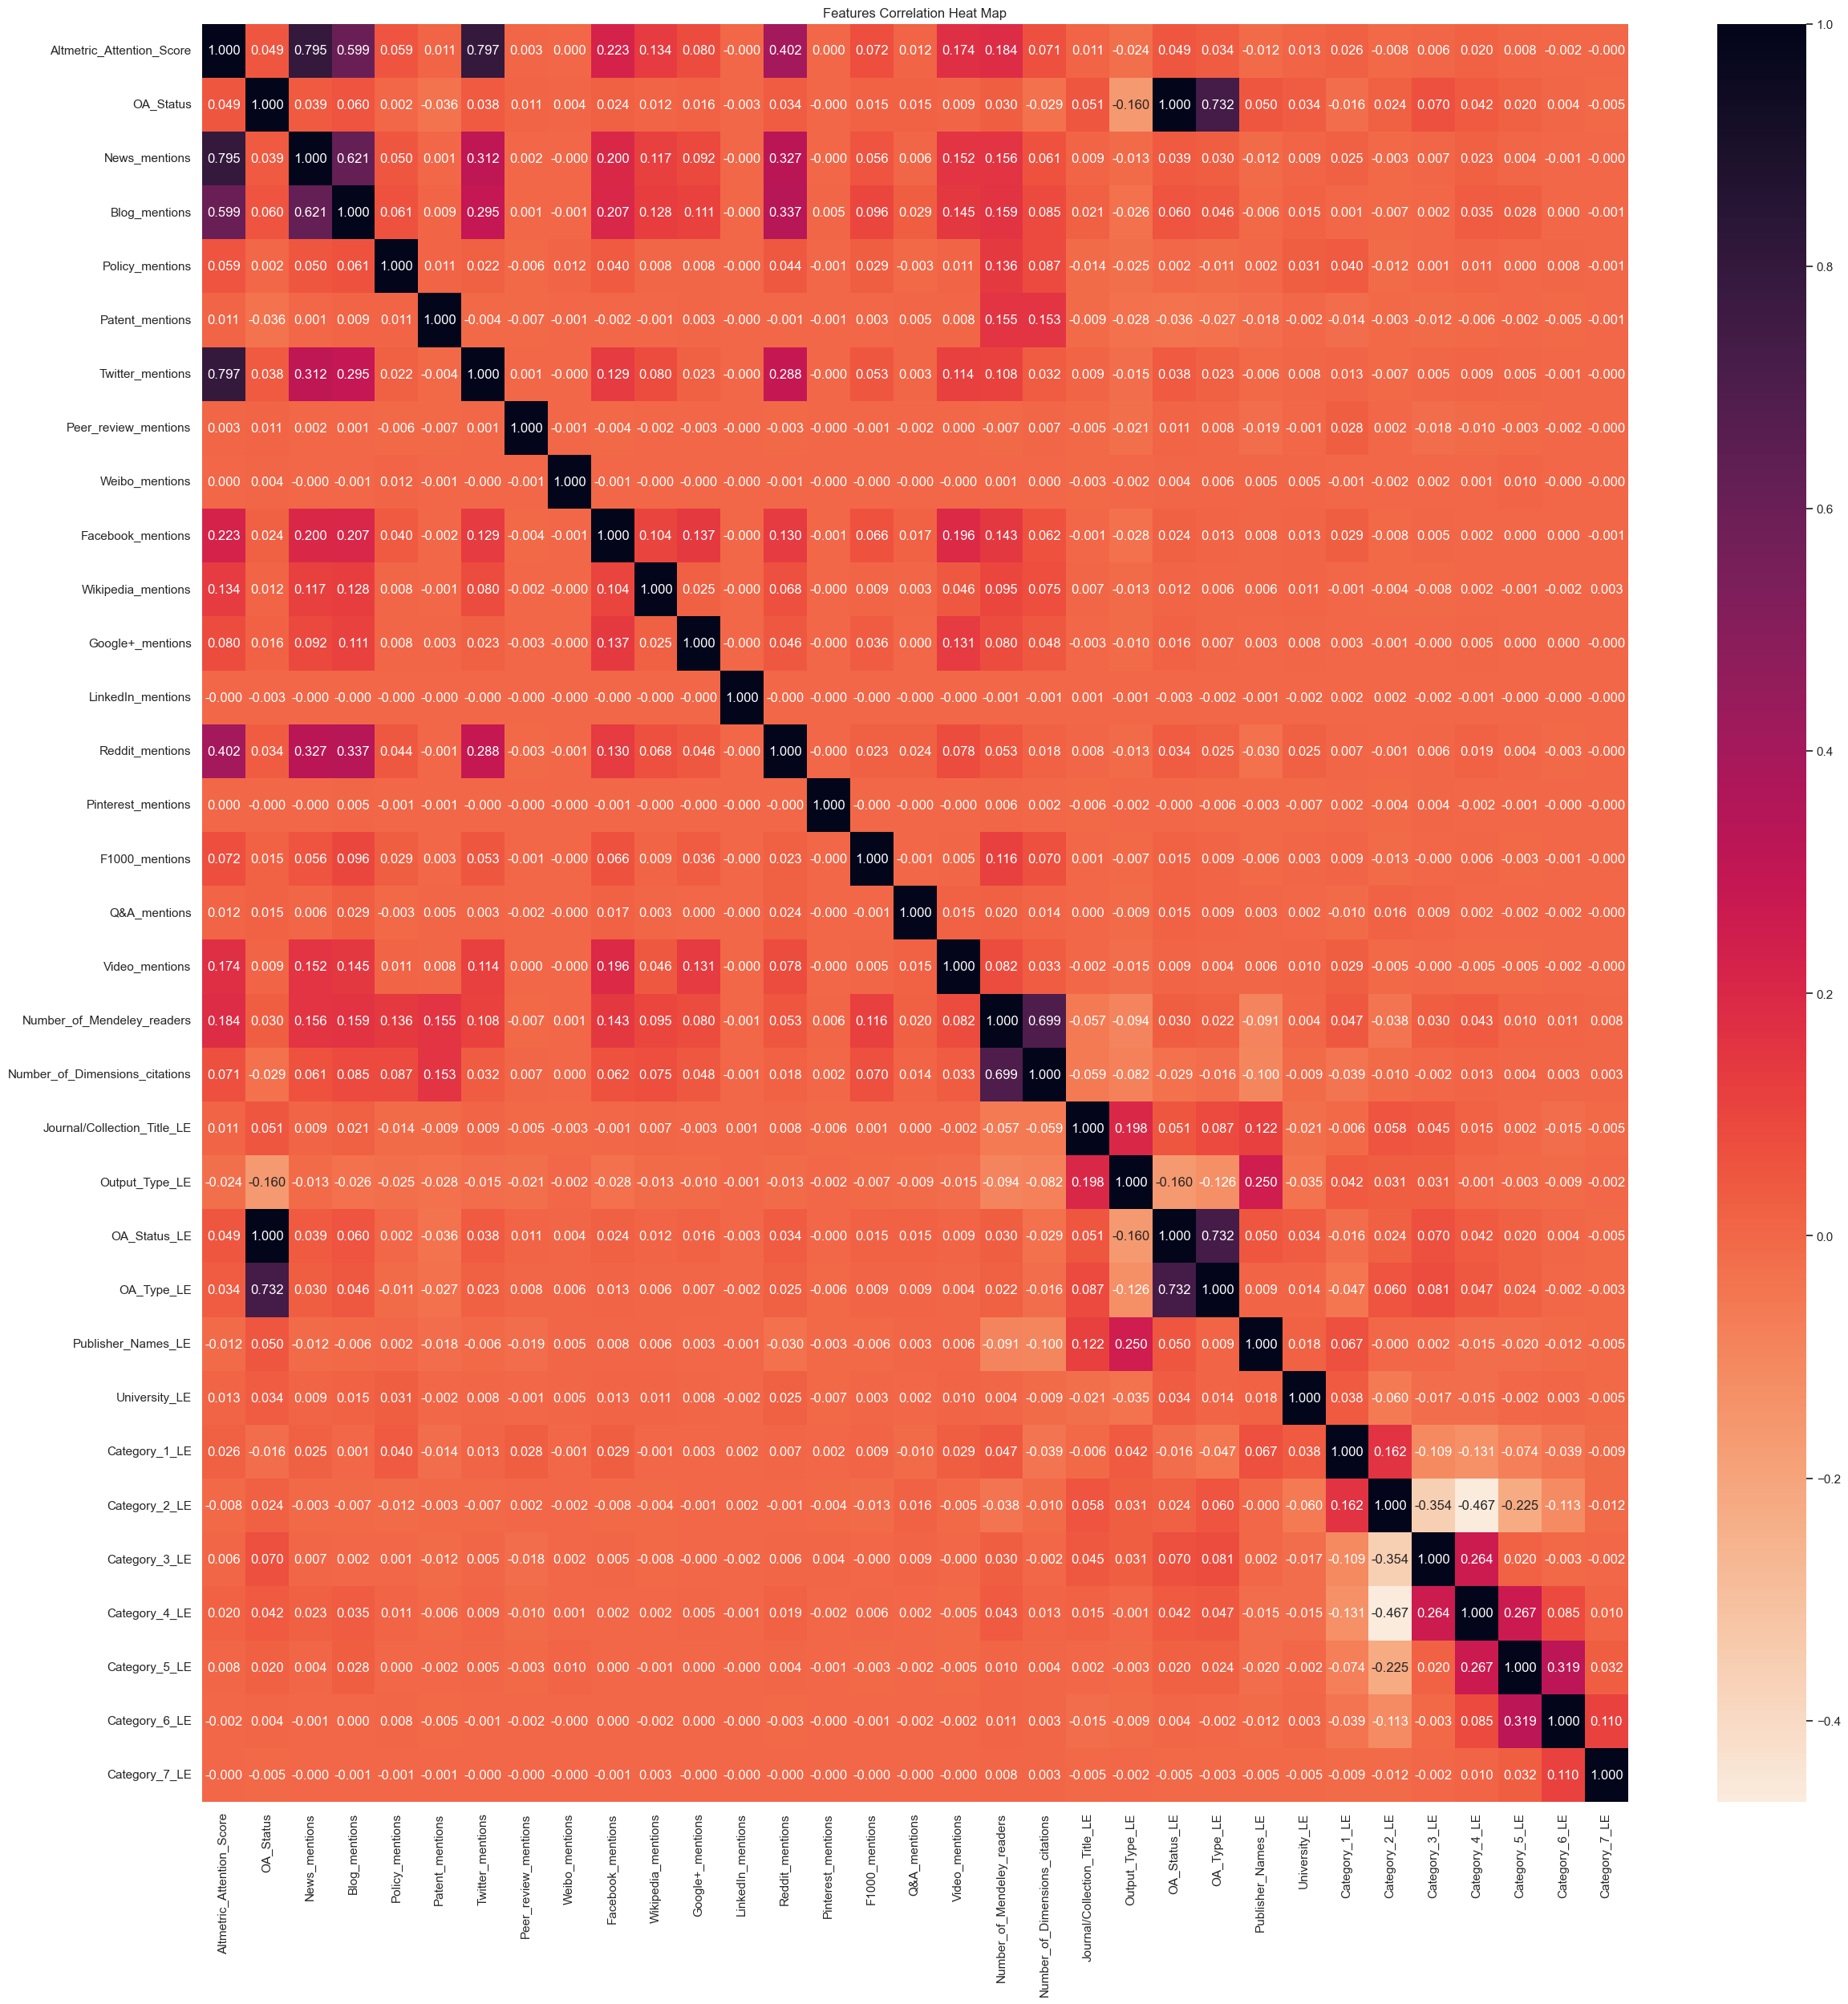 Features Correlation Heat Map
Altmetric_Attention_Score 1.000 0.049 0.795 0.599 0.059 0.011 0.797 0.003 0.000 0.223 0.134 0.080 -0.000 0.402 0.000 0.072 0.012 0.174 0.184 0.071 0.011 -0.024 0.049 0.034 -0.012 0.013 0.026 -0.008 0.006 0.020 0.008 -0.002 -0.000
OA_Status 0.049 1.000 0.039 0.060 0.002 -0.036 0.038 0.011 0.004 0.024 0.012 0.016 -0.003 0.034 -0.000 0.015 0.015 0.009 0.030 -0.029 0.051 -0.160 1.000 0.732 0.050 0.034 -0.016 0.024 0.070 0.042 0.020 0.004 -0.005
News_mentions 0.795 0.039 1.000 0.621 0.050 0.001 0.312 0.002 -0.000 0.200 0.117 0.092 -0.000 0.327 -0.000 0.056 0.006 0.152 0.156 0.061 0.009 -0.013 0.039 0.030 -0.012 0.009 0.025 -0.003 0.007 0.023 0.004 -0.001 -0.000
Blog_mentions 0.599 0.060 0.621 1.000 0.061 0.009 0.295 0.001 -0.001 0.207 0.128 0.111 -0.000 0.337 0.005 0.096 0.029 0.145 0.159 0.085 0.021 -0.026 0.060 0.046 -0.006 0.015 0.001 -0.007 0.002 0.035 0.028 0.000 -0.001
Policy_mentions 0.059 0.002 0.050 0.061 1.000 0.011 0.022 -0.006 0.012 0.040 0.008 0.008 -0.000 0.044 -0.001 0.029 -0.003 0.011 0.136 0.087 -0.014 -0.025 0.002 -0.011 0.002 0.031 0.040 -0.012 0.001 0.011 0.000 0.008 -0.001
Patent_mentions 0.011 -0.036 0.001 0.009 0.011 1.000 -0.004 -0.007 -0.001 -0.002 -0.001 0.003 -0.000 -0.001 -0.001 0.003 0.005 0.008 0.155 0.153 -0.009 -0.028 -0.036 -0.027 -0.018 -0.002 -0.014 -0.003 -0.012 -0.006 -0.002 -0.005 -0.001
Twitter_mentions 0.797 0.038 0.312 0.295 0.022 -0.004 1.000 0.001 -0.000 0.129 0.080 0.023 -0.000 0.288 -0.000 0.053 0.003 0.114 0.108 0.032 0.009 -0.015 0.038 0.023 -0.006 0.008 0.013 -0.007 0.005 0.009 0.005 -0.001 -0.000
Peer_review_mentions 0.003 0.011 0.002 0.001 -0.006 -0.007 0.001 1.000 -0.001 -0.004 -0.002 -0.003 -0.000 -0.003 -0.000 -0.001 -0.002 0.000 -0.007 0.007 -0.005 -0.021 0.011 0.008 -0.019 -0.001 0.028 0.002 -0.018 -0.010 -0.003 -0.002 -0.000
Weibo_mentions 0.000 0.004 -0.000 -0.001 0.012 -0.001 -0.000 -0.001 1.000 -0.001 -0.000 -0.000 -0.000 -0.001 -0.000 -0.000 -0.000 -0.000 0.001 0.000 -0.003 -0.002 0.004 0.006 0.005 0.005 -0.001 -0.002 0.002 0.001 0.010 -0.000 -0.000
Facebook_mentions 0.223 0.024 0.200 0.207 0.040 -0.002 0.129 -0.004 -0.001 1.000 0.104 0.137 -0.000 0.130 -0.001 0.066 0.017 0.196 0.143 0.062 -0.001 -0.028 0.024 0.013 0.008 0.013 0.029 -0.008 0.005 0.002 0.000 0.000 -0.001
Wikipedia_mentions 0.134 0.012 0.117 0.128 0.008 -0.001 0.080 -0.002 -0.000 0.104 1.000 0.025 -0.000 0.068 -0.000 0.009 0.003 0.046 0.095 0.075 0.007 -0.013 0.012 0.006 0.006 0.011 -0.001 -0.004 -0.008 0.002 -0.001 -0.002 0.003
Google+_mentions 0.080 0.016 0.092 0.111 0.008 0.003 0.023 -0.003 -0.000 0.137 0.025 1.000 -0.000 0.046 -0.000 0.036 0.000 0.131 0.080 0.048 -0.003 -0.010 0.016 0.007 0.003 0.008 0.003 -0.001 -0.000 0.005 0.000 0.000 -0.000
LinkedIn_mentions -0.000 -0.003 -0.000 -0.000 -0.000 -0.000 -0.000 -0.000 -0.000 -0.000 -0.000 -0.000 1.000 -0.000 -0.000 -0.000 -0.000 -0.000 -0.001 -0.001 0.001 -0.001 -0.003 -0.002 -0.001 -0.002 0.002 0.002 -0.002 -0.001 -0.000 -0.000 -0.000
Reddit_mentions 0.402 0.034 0.327 0.337 0.044 -0.001 0.288 -0.003 -0.001 0.130 0.068 0.046 -0.000 1.000 -0.000 0.023 0.024 0.078 0.053 0.018 0.008 -0.013 0.034 0.025 -0.030 0.025 0.007 -0.001 0.006 0.019 0.004 -0.003 -0.000
Pinterest_mentions 0.000 -0.000 -0.000 0.005 -0.001 -0.001 -0.000 -0.000 -0.000 -0.001 -0.000 -0.000 -0.000 -0.000 1.000 -0.000 -0.000 -0.000 0.006 0.002 -0.006 -0.002 -0.000 -0.006 -0.003 -0.007 0.002 -0.004 0.004 -0.002 -0.001 -0.000 -0.000
F1000_mentions 0.072 0.015 0.056 0.096 0.029 0.003 0.053 -0.001 -0.000 0.066 0.009 0.036 -0.000 0.023 -0.000 1.000 -0.001 0.005 0.116 0.070 0.001 -0.007 0.015 0.009 -0.006 0.003 0.009 -0.013 -0.000 0.006 -0.003 -0.001 -0.000
Q&A_mentions 0.012 0.015 0.006 0.029 -0.003 0.005 0.003 -0.002 -0.000 0.017 0.003 0.000 -0.000 0.024 -0.000 -0.001 1.000 0.015 0.020 0.014 0.000 -0.009 0.015 0.009 0.003 0.002 -0.010 0.016 0.009 0.002 -0.002 -0.002 -0.000
Video_mentions 0.174 0.009 0.152 0.145 0.011 0.008 0.114 0.000 -0.000 0.196 0.046 0.131 -0.000 0.078 -0.000 0.005 0.015 1.000 0.082 0.033 -0.002 -0.015 0.009 0.004 0.006 0.010 0.029 -0.005 -0.000 -0.005 -0.005 -0.002 -0.000
Number_of_Mendeley_readers 0.184 0.030 0.156 0.159 0.136 0.155 0.108 -0.007 0.001 0.143 0.095 0.080 -0.001 0.053 0.006 0.116 0.020 0.082 1.000 0.699 -0.057 -0.094 0.030 0.022 -0.091 0.004 0.047 -0.038 0.030 0.043 0.010 0.011 0.008
Number_of_Dimensions_citations 0.071 -0.029 0.061 0.085 0.087 0.153 0.032 0.007 0.000 0.062 0.075 0.048 -0.001 0.018 0.002 0.070 0.014 0.033 0.699 1.000 -0.059 -0.082 -0.029 -0.016 -0.100 -0.009 -0.039 -0.010 -0.002 0.013 0.004 0.003 0.003
Journal/Collection_Title_LE 0.011 0.051 0.009 0.021 -0.014 -0.009 0.009 -0.005 -0.003 -0.001 0.007 -0.003 0.001 0.008 -0.006 0.001 0.000 -0.002 -0.057 -0.059 1.000 0.198 0.051 0.087 0.122 -0.021 -0.006 0.058 0.045 0.015 0.002 -0.015 -0.005
Output_Type_LE -0.024 -0.160 -0.013 -0.026 -0.025 -0.028 -0.015 -0.021 -0.002 -0.028 -0.013 -0.010 -0.001 -0.013 -0.002 -0.007 -0.009 -0.015 -0.094 -0.082 0.198 1.000 -0.160 -0.126 0.250 -0.035 0.042 0.031 0.031 -0.001 -0.003 -0.009 -0.002
OA_Status_LE 0.049 1.000 0.039 0.060 0.002 -0.036 0.038 0.011 0.004 0.024 0.012 0.016 -0.003 0.034 -0.000 0.015 0.015 0.009 0.030 -0.029 0.051 -0.160 1.000 0.732 0.050 0.034 -0.016 0.024 0.070 0.042 0.020 0.004 -0.005
OA_Type_LE 0.034 0.732 0.030 0.046 -0.011 -0.027 0.023 0.008 0.006 0.013 0.006 0.007 -0.002 0.025 -0.006 0.009 0.009 0.004 0.022 -0.016 0.087 -0.126 0.732 1.000 0.009 0.014 -0.047 0.060 0.081 0.047 0.024 -0.002 -0.003
Publisher_Names_LE -0.012 0.050 -0.012 -0.006 0.002 -0.018 -0.006 -0.019 0.005 0.008 0.006 0.003 -0.001 -0.030 -0.003 -0.006 0.003 0.006 -0.091 -0.100 0.122 0.250 0.050 0.009 1.000 0.018 0.067 -0.000 0.002 -0.015 -0.020 -0.012 -0.005
University_LE 0.013 0.034 0.009 0.015 0.031 -0.002 0.008 -0.001 0.005 0.013 0.011 0.008 -0.002 0.025 -0.007 0.003 0.002 0.010 0.004 -0.009 -0.021 -0.035 0.034 0.014 0.018 1.000 0.038 -0.060 -0.017 -0.015 -0.002 0.003 -0.005
Category_1_LE 0.026 -0.016 0.025 0.001 0.040 -0.014 0.013 0.028 -0.001 0.029 -0.001 0.003 0.002 0.007 0.002 0.009 -0.010 0.029 0.047 -0.039 -0.006 0.042 -0.016 -0.047 0.067 0.038 1.000 0.162 -0.109 -0.131 -0.074 -0.039 -0.009
Category_2_LE -0.008 0.024 -0.003 -0.007 -0.012 -0.003 -0.007 0.002 -0.002 -0.008 -0.004 -0.001 0.002 -0.001 -0.004 -0.013 0.016 -0.005 -0.038 -0.010 0.058 0.031 0.024 0.060 -0.000 -0.060 0.162 1.000 -0.354 -0.467 -0.225 -0.113 -0.012
Category_3_LE 0.006 0.070 0.007 0.002 0.001 -0.012 0.005 -0.018 0.002 0.005 -0.008 -0.000 -0.002 0.006 0.004 -0.000 0.009 -0.000 0.030 -0.002 0.045 0.031 0.070 0.081 0.002 -0.017 -0.109 -0.354 1.000 0.264 0.020 -0.003 -0.002
Category_4_LE 0.020 0.042 0.023 0.035 0.011 -0.006 0.009 -0.010 0.001 0.002 0.002 0.005 -0.001 0.019 -0.002 0.006 0.002 -0.005 0.043 0.013 0.015 -0.001 0.042 0.047 -0.015 -0.015 -0.131 -0.467 0.264 1.000 0.267 0.085 0.010
Category_5_LE 0.008 0.020 0.004 0.028 0.000 -0.002 0.005 -0.003 0.010 0.000 -0.001 0.000 -0.000 0.004 -0.001 -0.003 -0.002 -0.005 0.010 0.004 0.002 -0.003 0.020 0.024 -0.020 -0.002 -0.074 -0.225 0.020 0.267 1.000 0.319 0.032
Category_6_LE -0.002 0.004 -0.001 0.000 0.008 -0.005 -0.001 -0.002 -0.000 0.000 -0.002 0.000 -0.000 -0.003 -0.000 -0.001 -0.002 -0.002 0.011 0.003 -0.015 -0.009 0.004 -0.002 -0.012 0.003 -0.039 -0.113 -0.003 0.085 0.319 1.000 0.110
Category_7_LE -0.000 -0.005 -0.000 -0.001 -0.001 -0.001 -0.000 -0.000 -0.000 -0.001 0.003 -0.000 -0.000 -0.000 -0.000 -0.000 -0.000 -0.000 0.008 0.003 -0.005 -0.002 -0.005 -0.003 -0.005 -0.005 -0.009 -0.012 -0.002 0.010 0.032 0.110 1.000
Altmetric_Attention_Score
OA_Status
News_mentions
Blog_mentions
Policy_mentions
Patent_mentions
Twitter_mentions
Peer_review_mentions
Weibo_mentions
Facebook_mentions
Wikipedia_mentions
Google+_mentions
LinkedIn_mentions
Reddit_mentions
Pinterest_mentions
F1000_mentions
Q&A_mentions
Video_mentions
Number_of_Mendeley_readers
Number_of_Dimensions_citations
Journal/Collection_Title_LE
Output_Type_LE
OA_Status_LE
OA_Type_LE
Publisher_Names_LE
University_LE
Category_1_LE
Category_2_LE
Category_3_LE
Category_4_LE
Category_5_LE
Category_6_LE
Category_7_LE
1.0
0.8
0.6
0.4
0.2
0.0
−0.2
−0.4